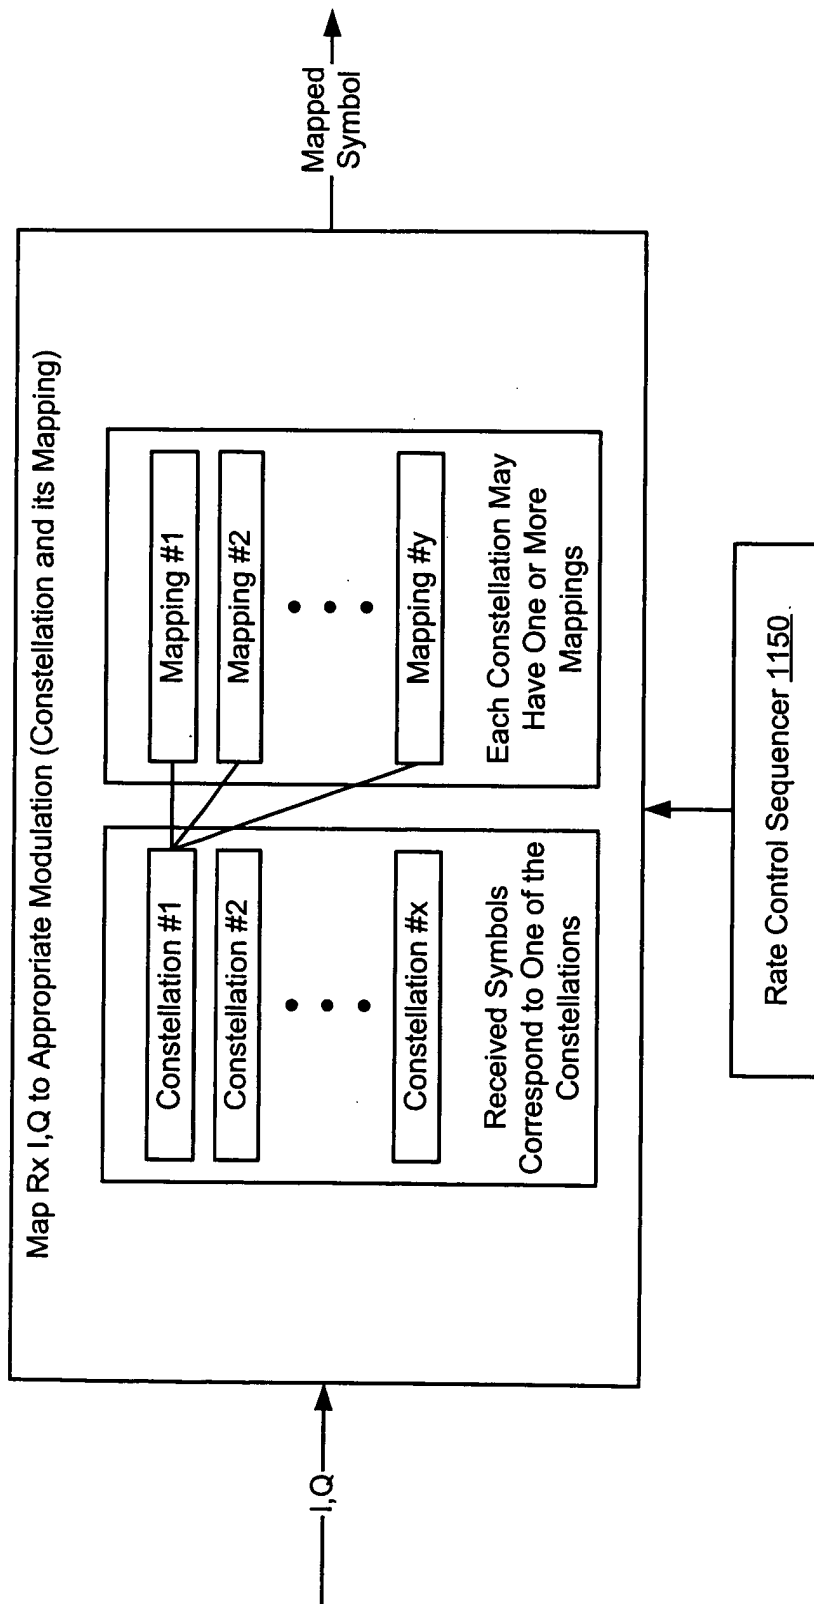 Map Rx I,Q to Appropriate Modulation (Constellation and its Mapping)
I,Q
Constellation #1
Constellation #2
Constellation #x
Received Symbols
Correspond to One of the
Constellations
Mapping #1
Mapping #2
Mapping #y
Each Constellation May
Have One or More
Mappings
Mapped
Symbol
Rate Control Sequencer 1150